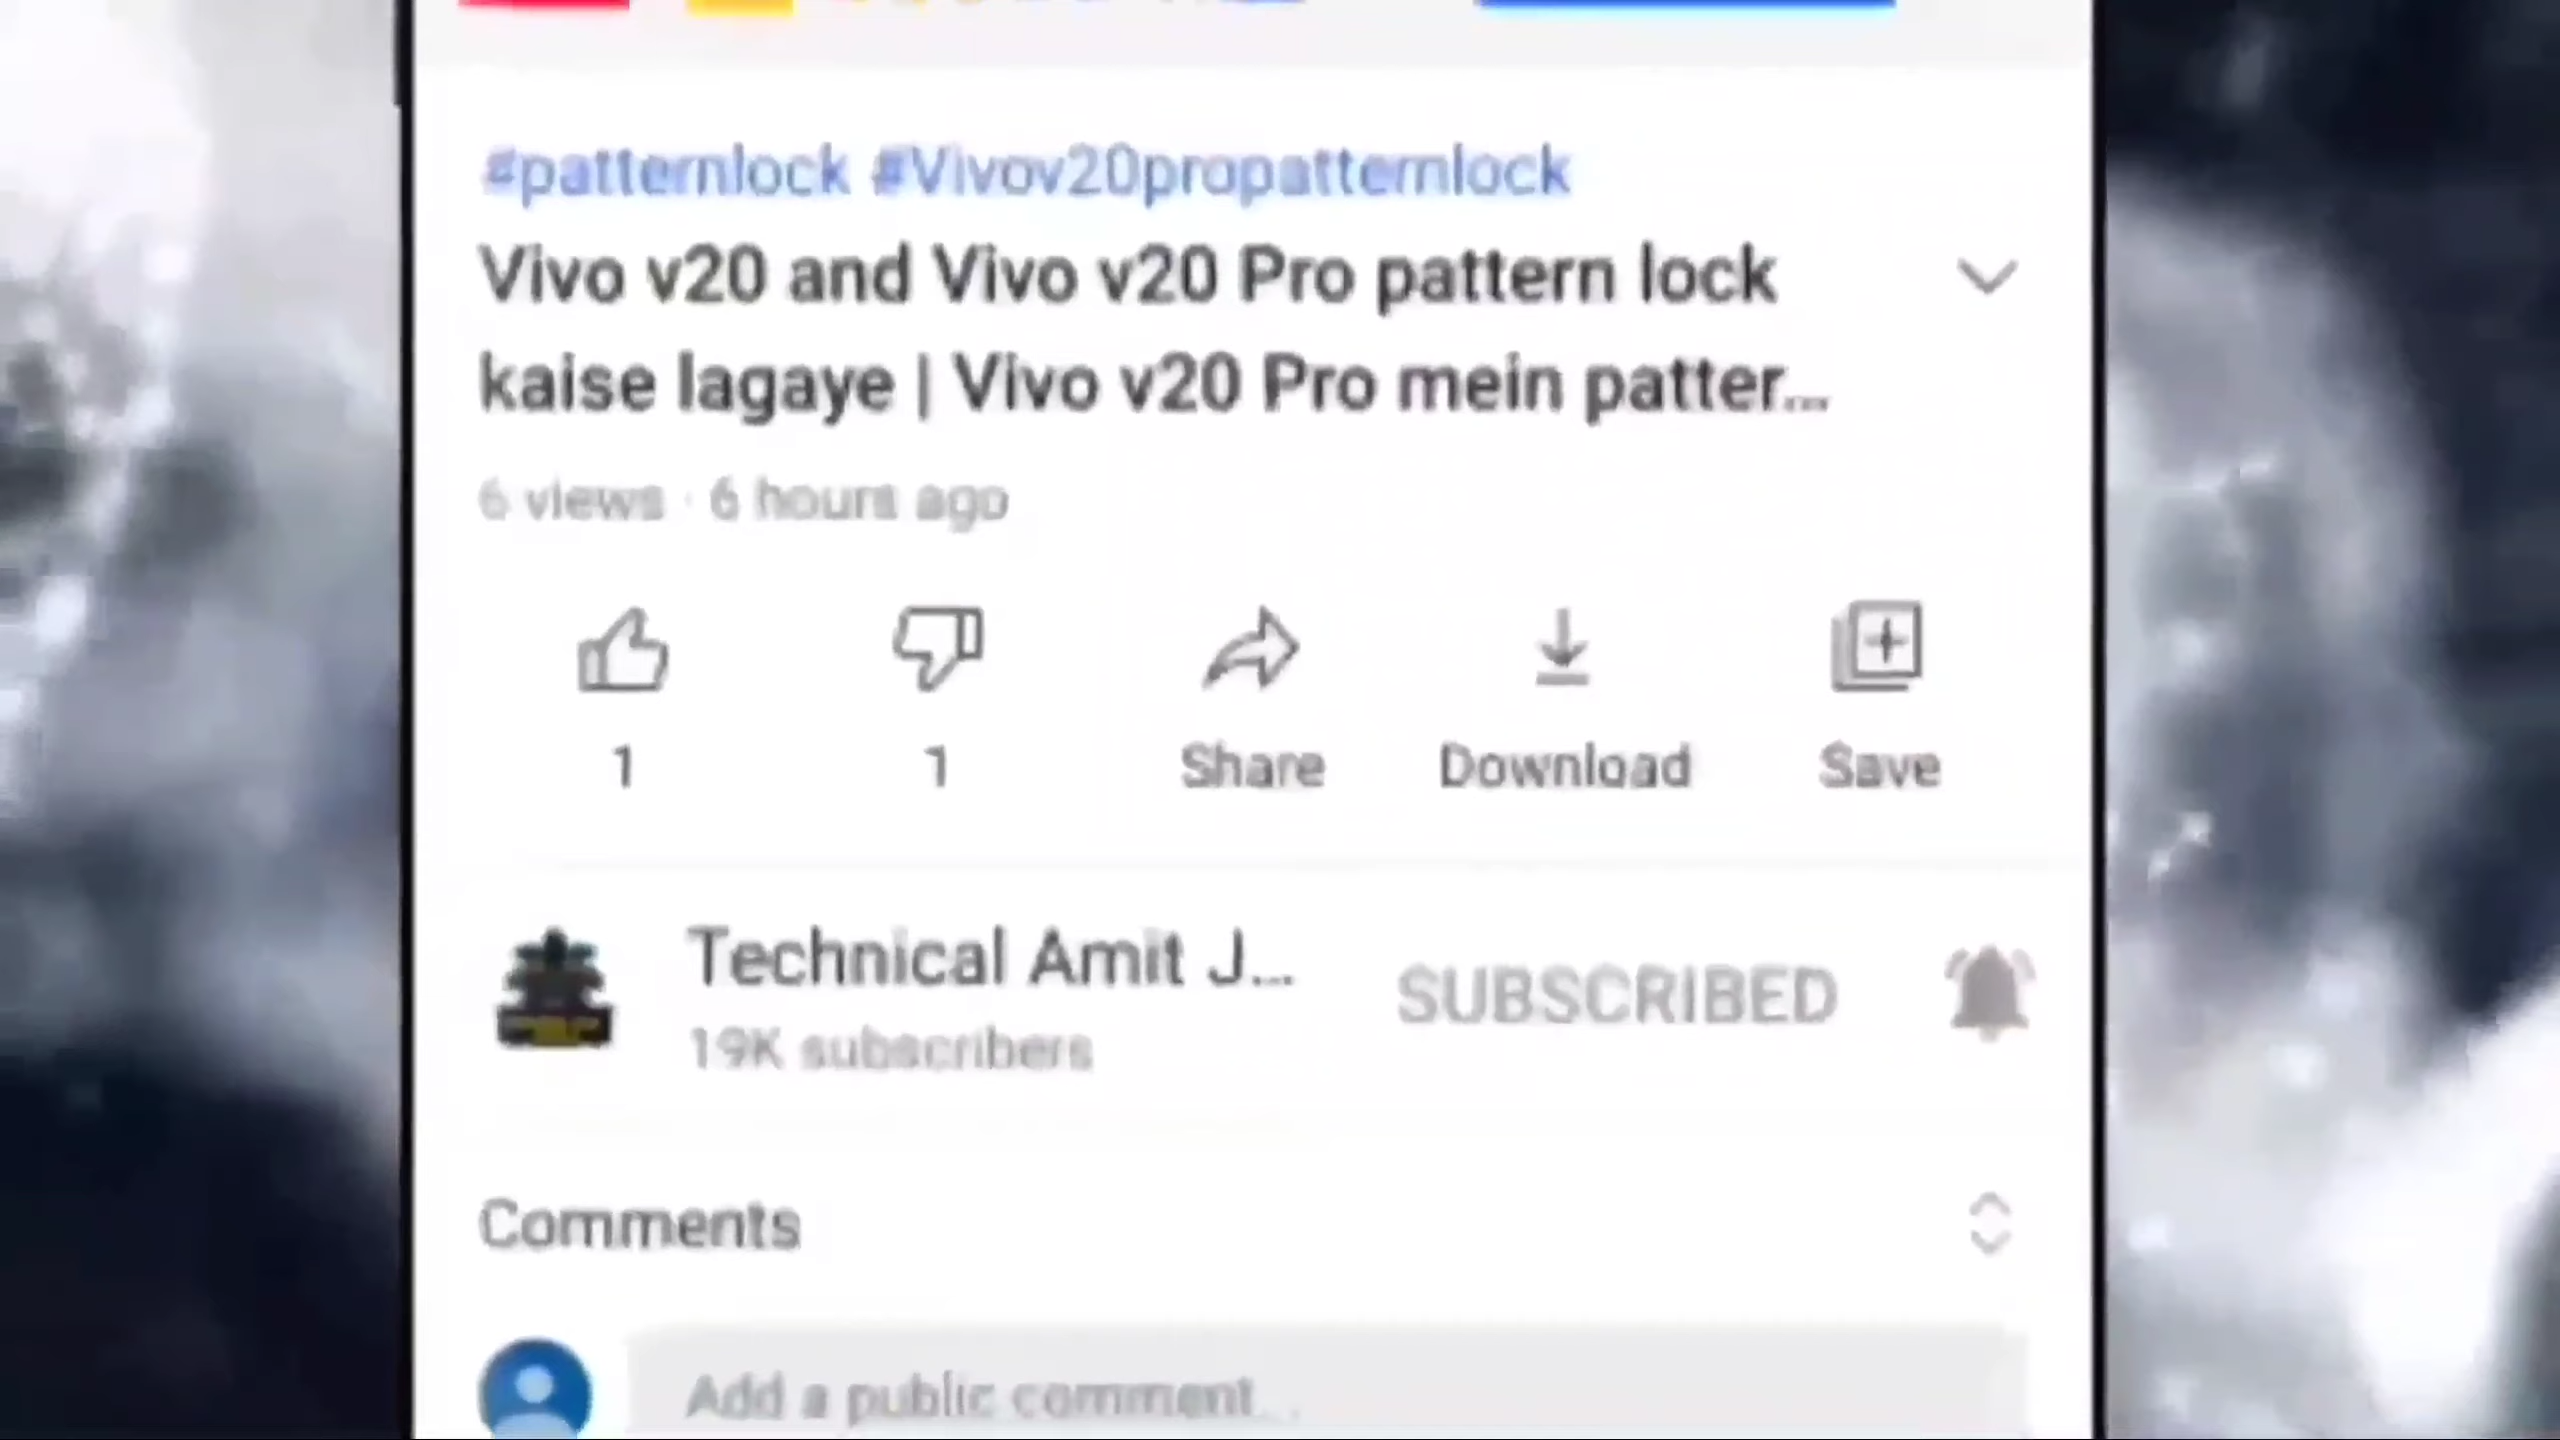 #patternlock #Vivov20propatternlock
Vivo v20 and Vivo v20 Pro pattern lock
kaise lagaye | Vivo v20 Pro mein patter...
6 views · 6 hours ago
1 1 Share Download Save
Technical Amit J... SUBSCRIBED
19K subscribers
Comments
Add a public comment...